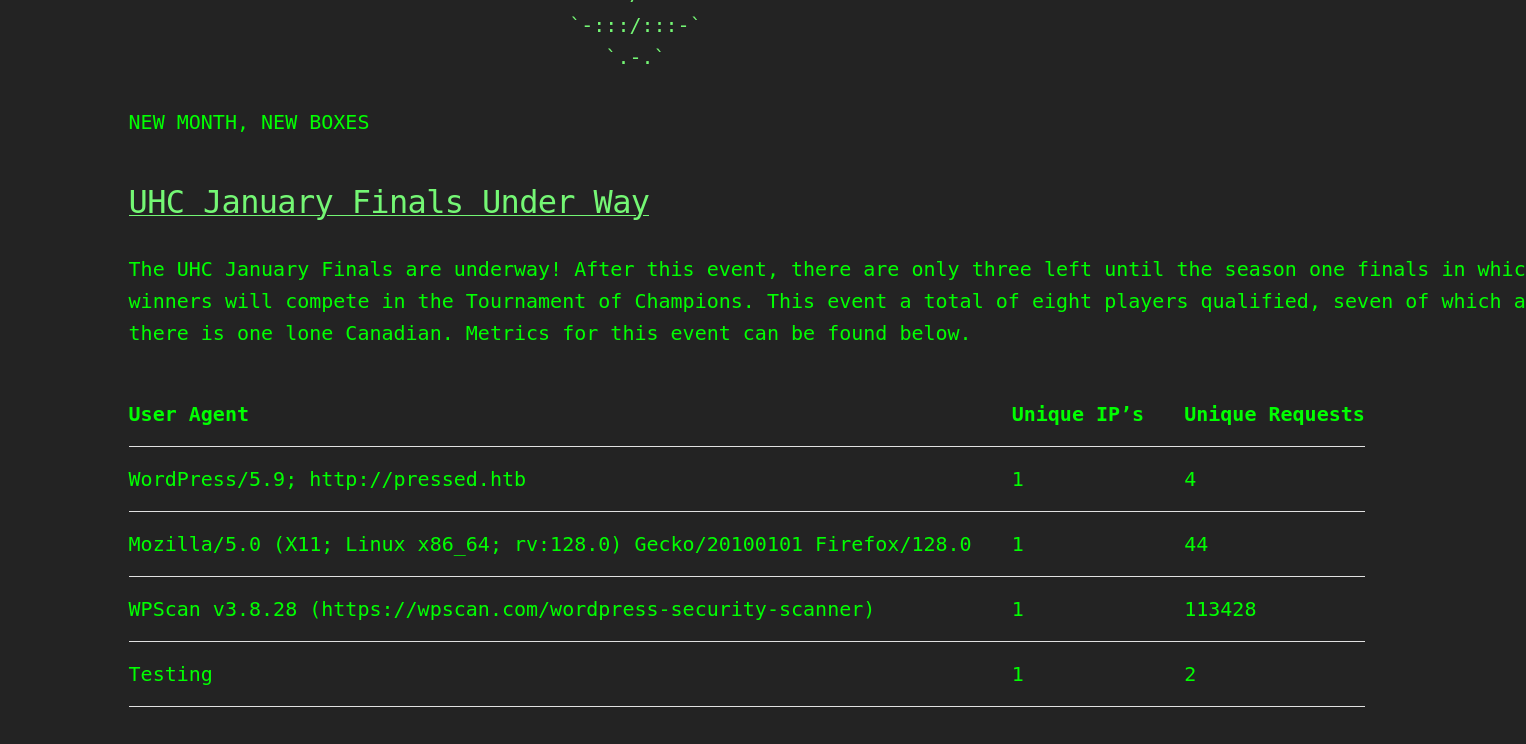 `-:::/:::-`
`.-.`
NEW MONTH, NEW BOXES
UHC January Finals Under Way
The UHC January Finals are underway! After this event, there are only three left until the season one finals in
winners will compete in the Tournament of Champions. This event a total of eight players qualified, seven of which
there is one lone Canadian. Metrics for this event can be found below.
User Agent Unique IP’s Unique Requests
WordPress/5.9; http://pressed.htb 1 4
Mozilla/5.0 (X11; Linux x86_64; rv:128.0) Gecko/20100101 Firefox/128.0 1 44
WPScan v3.8.28 (https://wpscan.com/wordpress-security-scanner) 1 113428
Testing 1 2